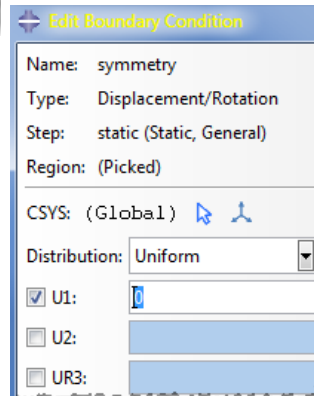 Edit Boundary Condition
Name: symmetry
Type: Displacement/Rotation
Step: static (Static, General)
Region: (Picked)
CSYS: (Global)
Distribution: Uniform
U1: 0
U2:
UR3: